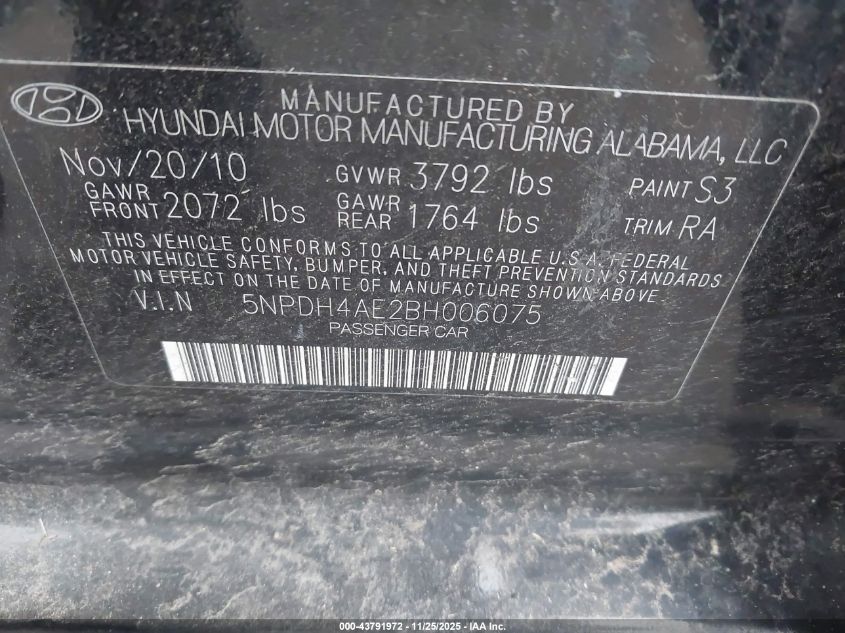 MANUFACTURED BY
HYUNDAI MOTOR MANUFACTURING ALABAMA, LLC
Nov/20/10 GVWR 3792 lbs PAINT S3
GAWR FRONT 2072 lbs GAWR REAR 1764 lbs TRIM RA
THIS VEHICLE CONFORMS TO ALL APPLICABLE U.S.A. FEDERAL
MOTOR VEHICLE SAFETY, BUMPER, AND THEFT PREVENTION STANDARDS
IN EFFECT ON THE DATE OF MANUFACTURE SHOWN ABOVE
V.I.N 5NPDH4AE2BH006075
PASSENGER CAR
000-43791972 - 11/25/2025 - IAA Inc.